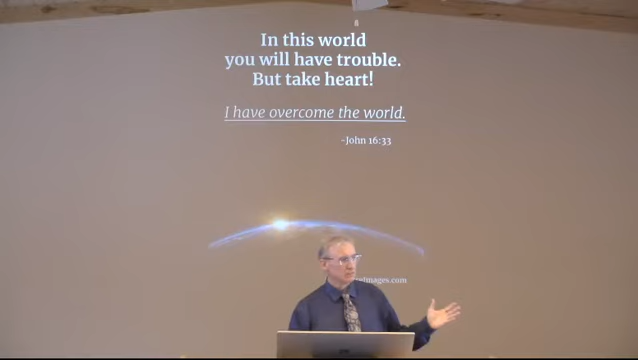 In this world
you will have trouble.
But take heart!
I have overcome the world.
-John 16:33